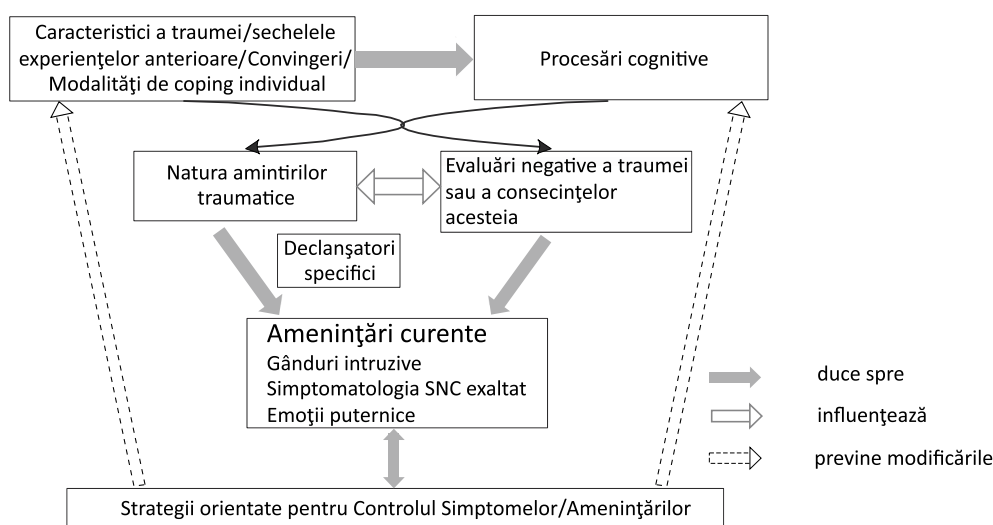 Caracteristici a traumei/sechelele
experienţelor anterioare/Convingeri/
Modalităţi de coping individual
Procesări cognitive
Natura amintirilor
traumatice
Evaluări negative a traumei
sau a consecinţelor
acesteia
Declanşatori
specifici
Ameninţări curente
Gânduri intruzive
Simptomatologia SNC exaltat
Emoţii puternice
duce spre
influenţează
previne modificările
Strategii orientate pentru Controlul Simptomelor/Ameninţărilor